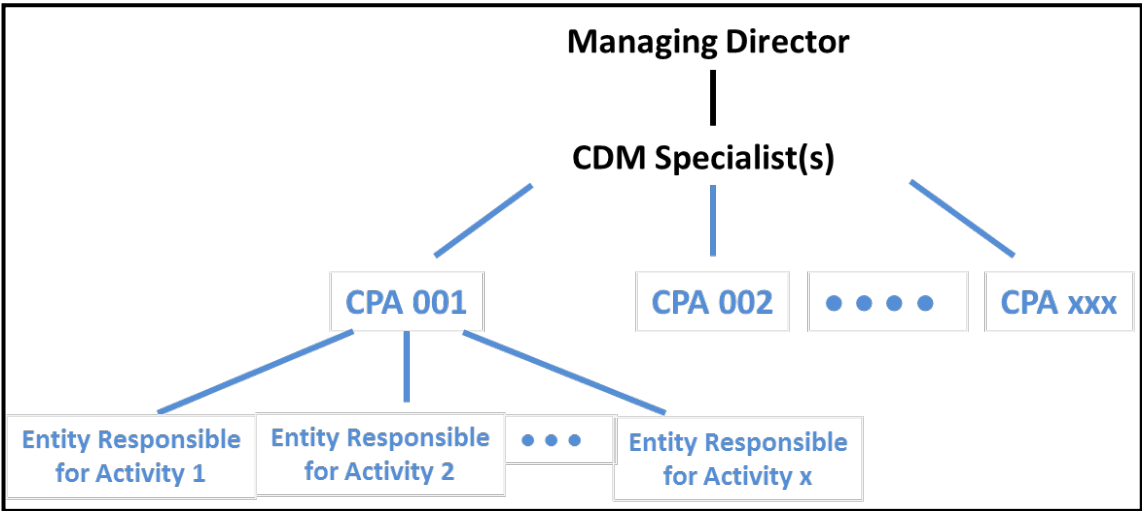 Managing Director
CDM Specialist(s)
CPA 001
CPA 002
••••
CPA xxx
Entity Responsible
for Activity 1
Entity Responsible
for Activity 2
•••
Entity Responsible
for Activity x